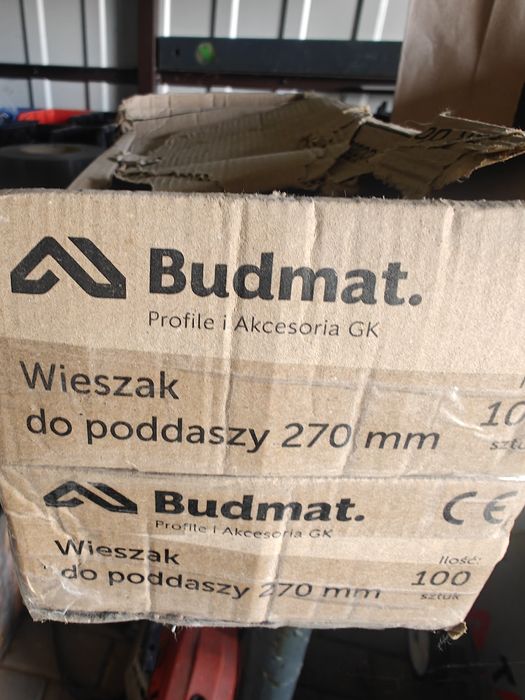 Budmat.
Profile i Akcesoria GK
Wieszak
do poddaszy 270 mm
Budmat.
Profile i Akcesoria GK
CE
Wieszak
do poddaszy 270 mm
Ilość:
100
sztuk